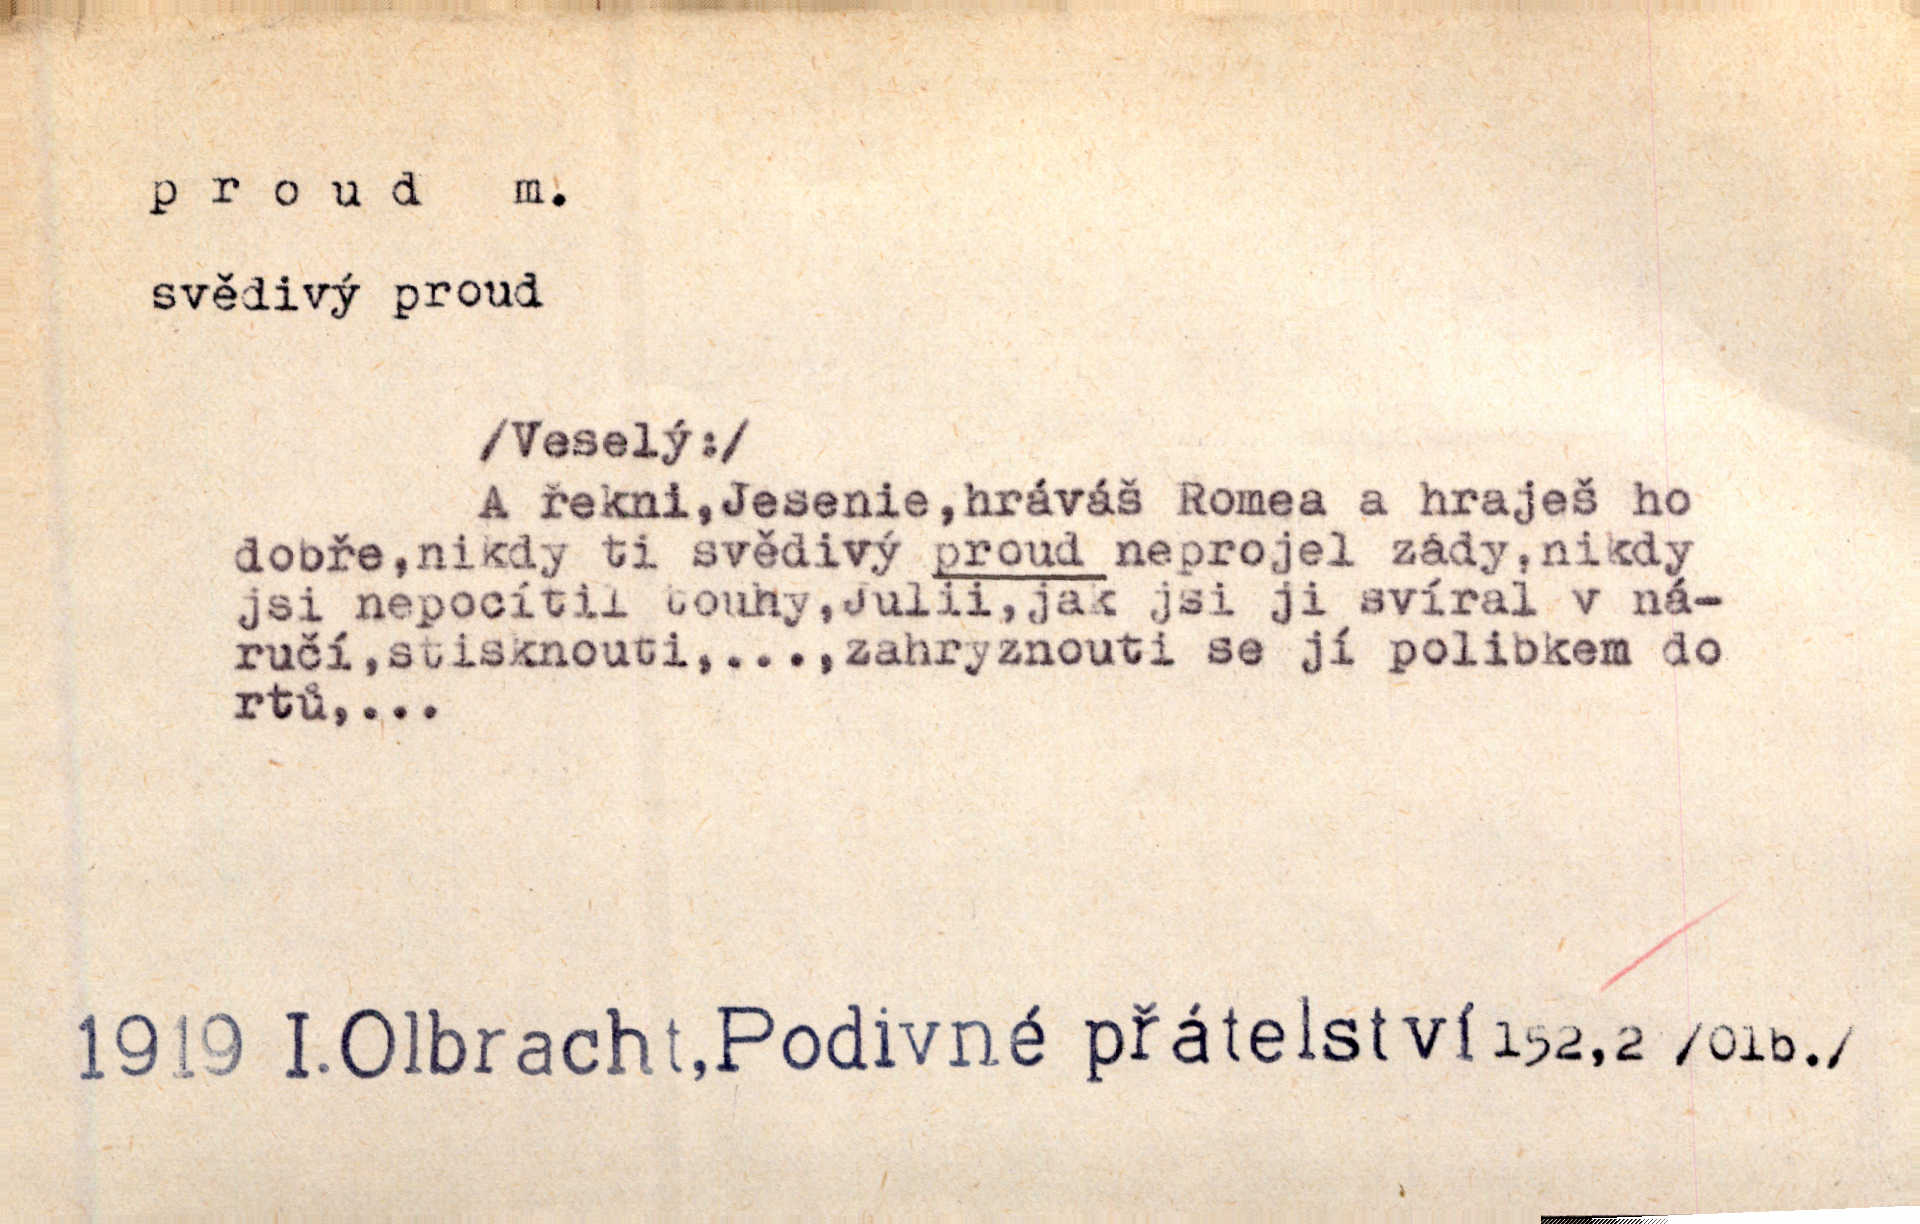 proud m.
svědivý proud
/Veselý:/
A řekni,Jesenie,hráváš Romea a hraješ ho
dobře,nikdy ti svědivý proud neprojel zády,nikdy
jsi nepocítil touhy,Julii,jak jsi ji svíral v ná-
ručí,stisknouti,...,zahryznouti se jí polibkem do
rtů,...
1919 I.Olbracht,Podivné přátelství 152,2 /Olb./